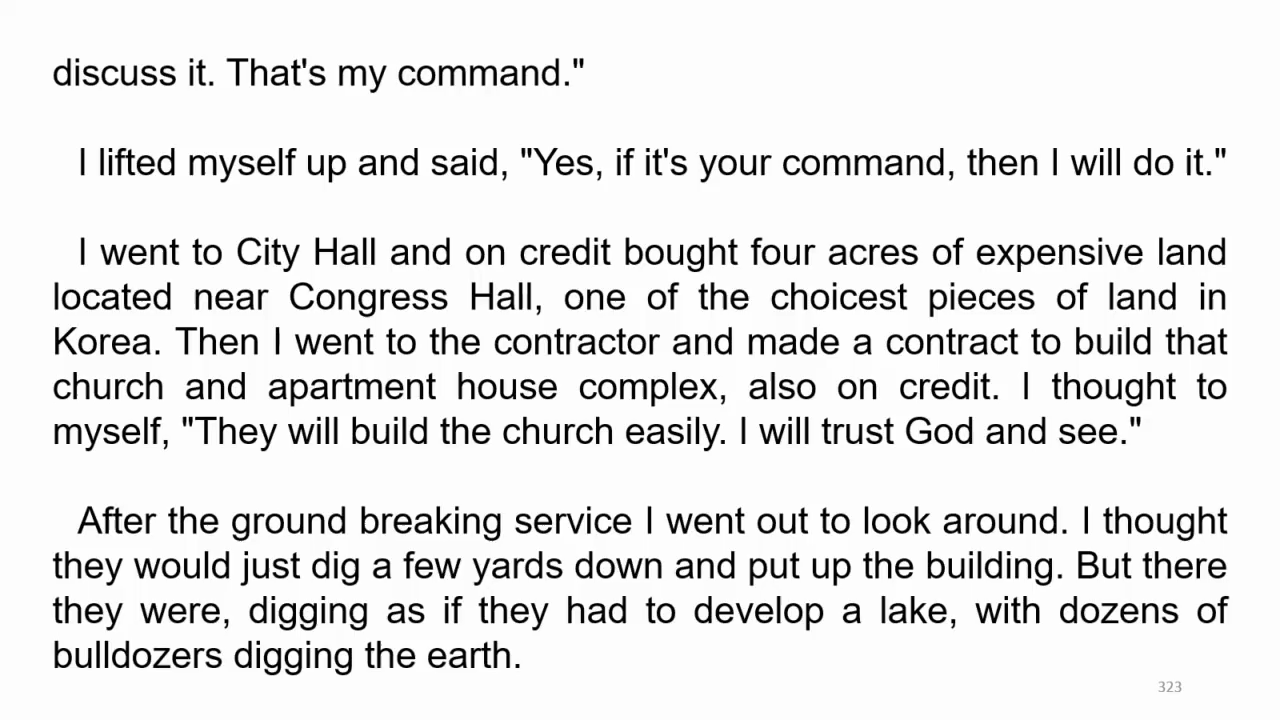 discuss it. That's my command."
I lifted myself up and said, "Yes, if it's your command, then I will do it."
I went to City Hall and on credit bought four acres of expensive land
located near Congress Hall, one of the choicest pieces of land in
Korea. Then I went to the contractor and made a contract to build that
church and apartment house complex, also on credit. I thought to
myself, "They will build the church easily. I will trust God and see."
After the ground breaking service I went out to look around. I thought
they would just dig a few yards down and put up the building. But there
they were, digging as if they had to develop a lake, with dozens of
bulldozers digging the earth.
323